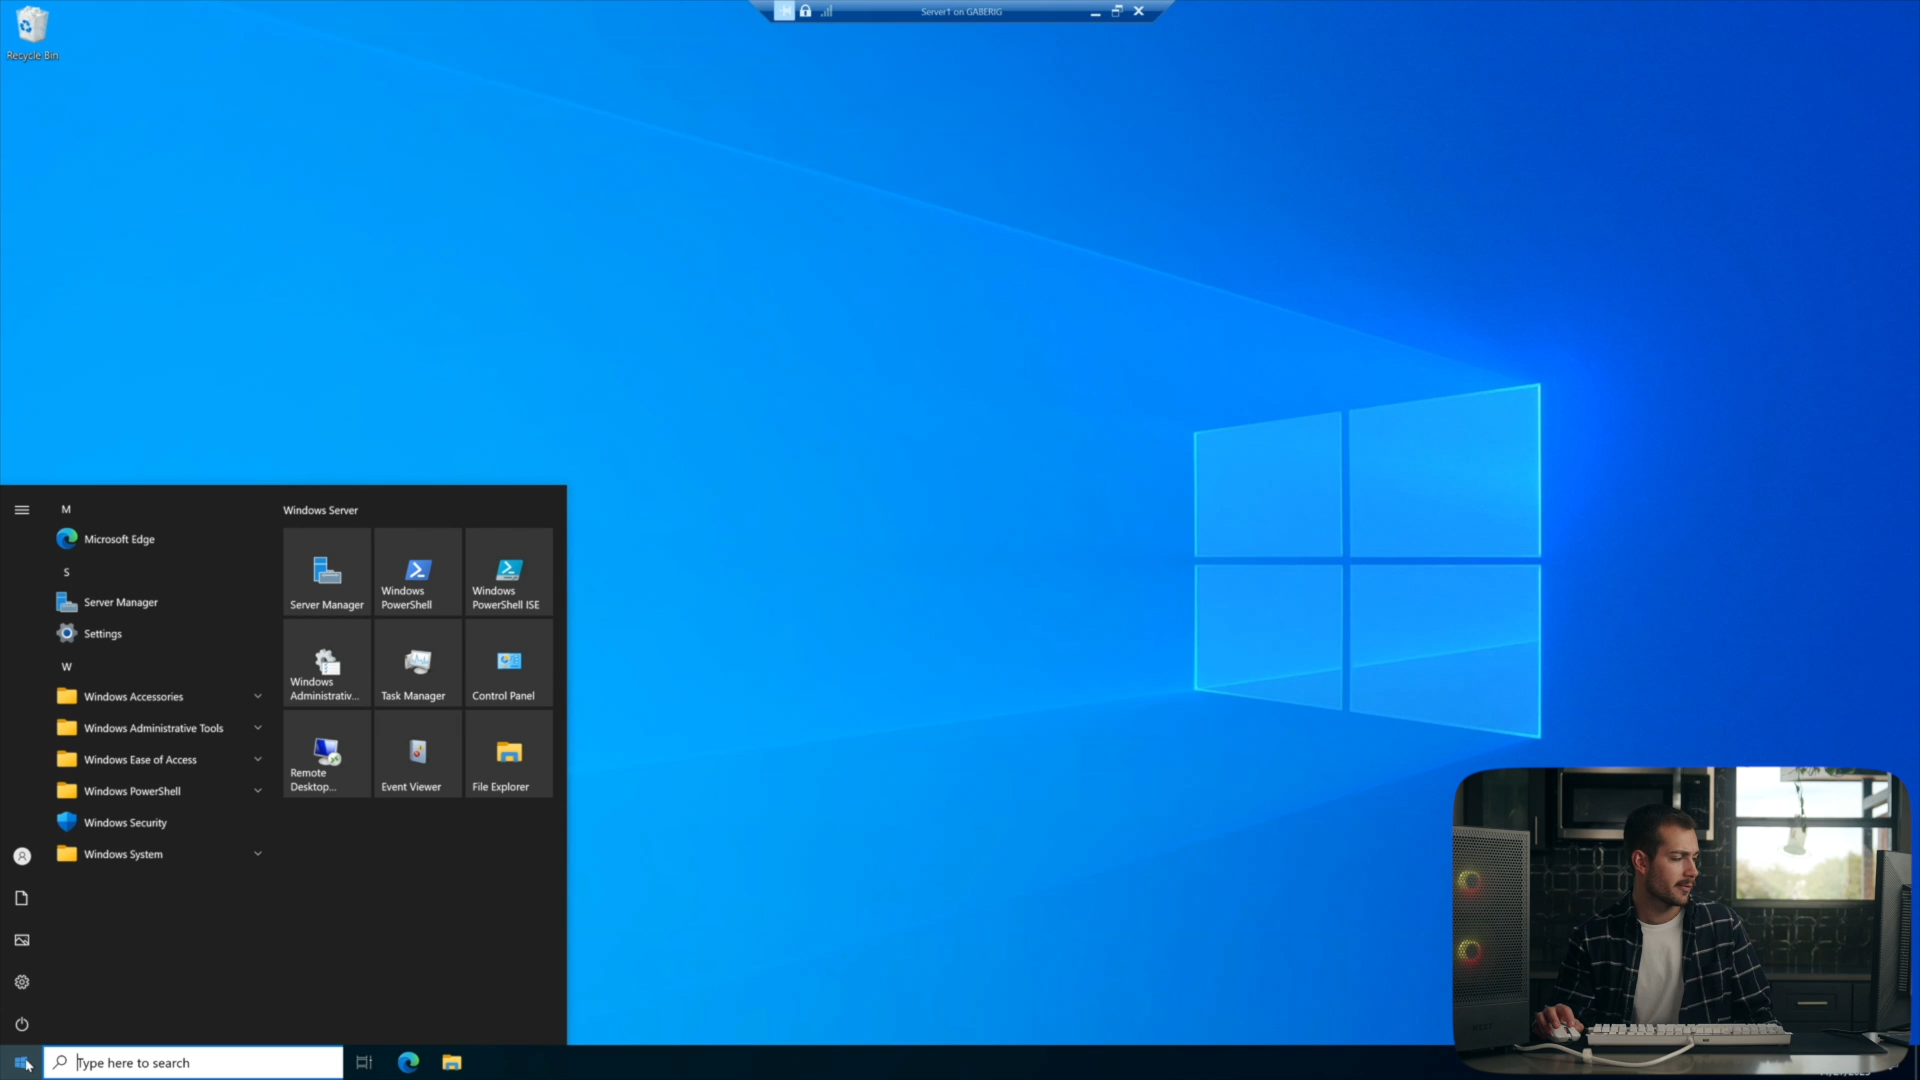 Server1 on GABERIG
Recycle Bin
M
Microsoft Edge
S
Server Manager
Settings
W
Windows Accessories
Windows Administrative Tools
Windows Ease of Access
Windows PowerShell
Windows Security
Windows System
Windows Server
Server Manager
Windows
PowerShell
Windows
PowerShell ISE
Windows
Administrativ...
Task Manager
Control Panel
Remote
Desktop...
Event Viewer
File Explorer
Type here to search